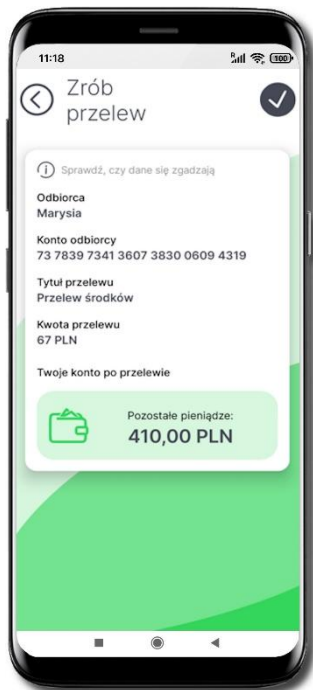 11:18
R
100
Zrób
przelew
Sprawdź, czy dane się zgadzają
Odbiorca
Marysia
Konto odbiorcy
73 7839 7341 3607 3830 0609 4319
Tytuł przelewu
Przelew środków
Kwota przelewu
67 PLN
Twoje konto po przelewie
Pozostałe pieniądze:
410,00 PLN